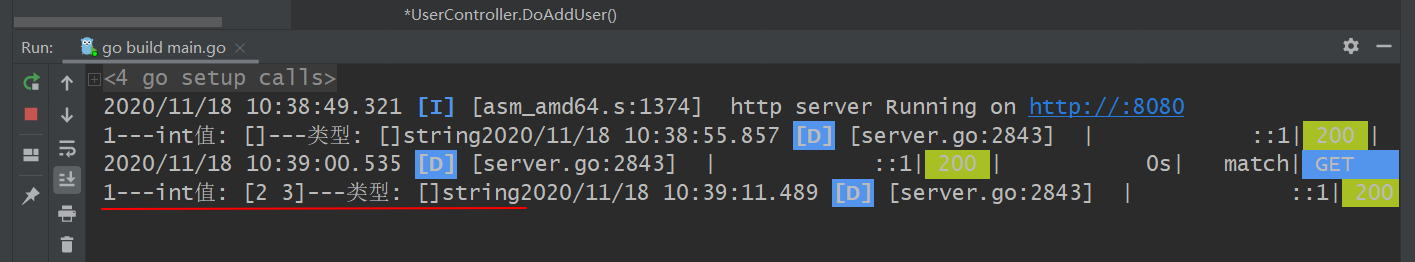 *UserController.DoAddUser()
Run: go build main.go
<4 go setup calls>
2020/11/18 10:38:49.321 [I] [asm_amd64.s:1374] http server Running on http://:8080
1---int值: []---类型: []string2020/11/18 10:38:55.857 [D] [server.go:2843] | ::1| 200 |
2020/11/18 10:39:00.535 [D] [server.go:2843] | ::1| 200 | 0s| match| GET
1---int值: [2 3]---类型: []string2020/11/18 10:39:11.489 [D] [server.go:2843] | ::1| 200